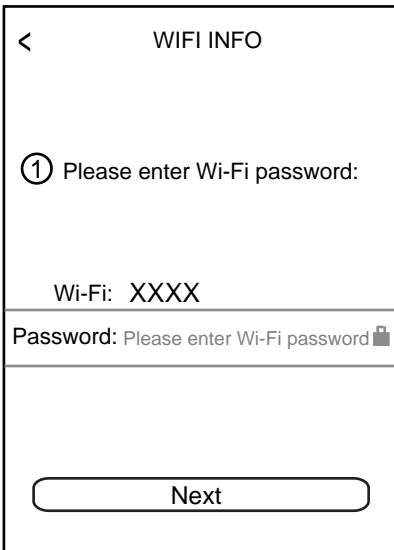 < WIFI INFO
① Please enter Wi-Fi password:
Wi-Fi: XXXX
Password: Please enter Wi-Fi password
Next